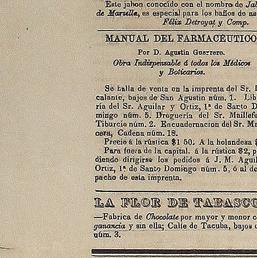 Este jabon conocido con el nombre de Jab
de Marsella, es especial para los baños de as
Félix Detroyat y Comp.
MANUAL DEL FARMACEUTICO
Por D. Agustin Guerrero.
Obra Indispensable á todos los Médicos
y Boticarios.
Se halla de venta en la imprenta del Sr. E
calante, bajos de San Agustin núm. 1. Lib
ría del Sr. Aguilar y Ortiz, 1ª de Santo D
mingo núm. 5. Droguería del Sr. Maillefe
Tiburcio núm. 2. Encuadernacion del Sr. M
cora, Cadena núm. 18.
Precio á la rústica $1 50. A la holandesa $
Para fuera de la capital. á la rústica $2, p
diendo dirigirse los pedidos á J. M. Aguil
Ortiz, 1ª de Santo Domingo núm. 5, ó al de
pacho de esta imprenta.
LA FLOR DE TABASCO
—Fabrica de Chocolate por mayor y menor c
ganancia y sin ella; Calle de Tacuba, bajos d
núm. 3.